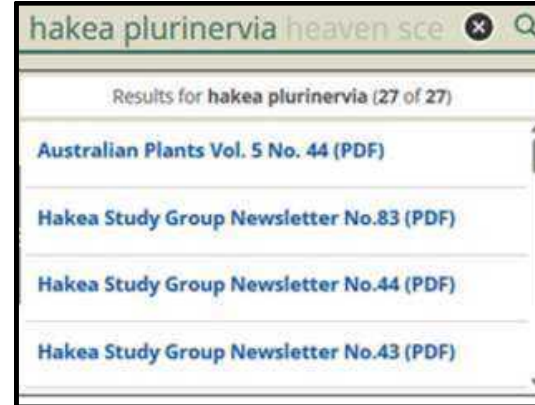 hakea plurinervia heaven sce
Results for hakea plurinervia (27 of 27)
Australian Plants Vol. 5 No. 44 (PDF)
Hakea Study Group Newsletter No.83 (PDF)
Hakea Study Group Newsletter No.44 (PDF)
Hakea Study Group Newsletter No.43 (PDF)